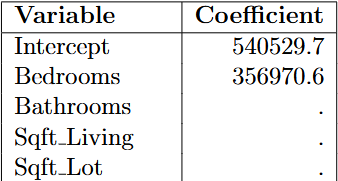 Variable Coefficient
Intercept 540529.7
Bedrooms 356970.6
Bathrooms .
Sqft_Living .
Sqft_Lot .